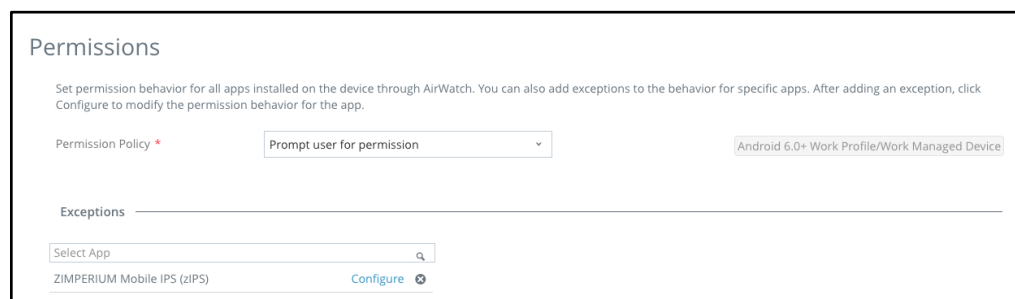 Permissions
Set permission behavior for all apps installed on the device through AirWatch. You can also add exceptions to the behavior for specific apps. After adding an exception, click
Configure to modify the permission behavior for the app.
Permission Policy * Prompt user for permission Android 6.0+ Work Profile/Work Managed Device
Exceptions
Select App
ZIMPERIUM Mobile IPS (zIPS) Configure